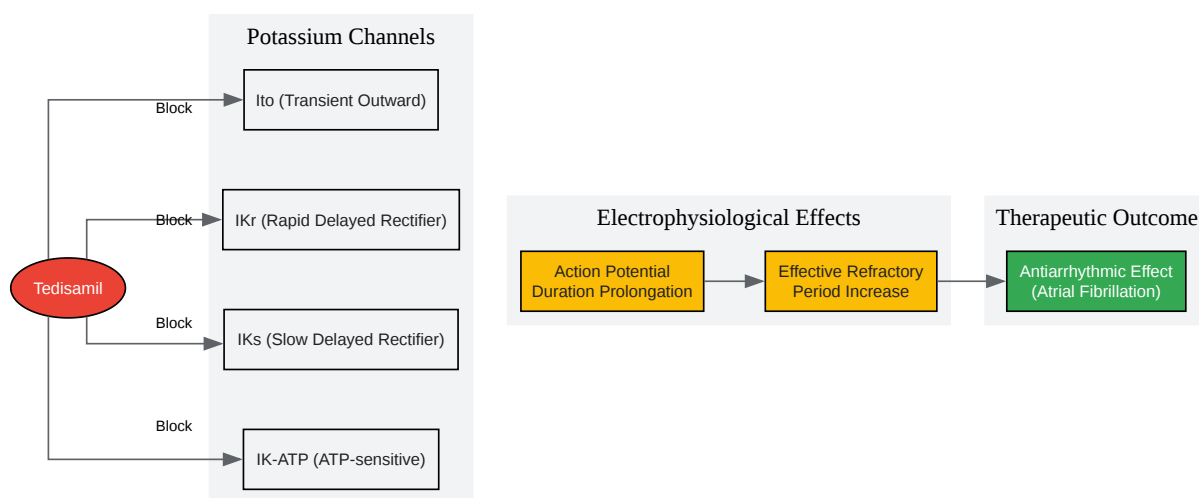 Potassium Channels
Ito (Transient Outward)
Block
IKr (Rapid Delayed Rectifier)
Block
Tedisamil
IKs (Slow Delayed Rectifier)
Block
IK-ATP (ATP-sensitive)
Block
Electrophysiological Effects
Action Potential
Duration Prolongation
Effective Refractory
Period Increase
Therapeutic Outcome
Antiarrhythmic Effect
(Atrial Fibrillation)